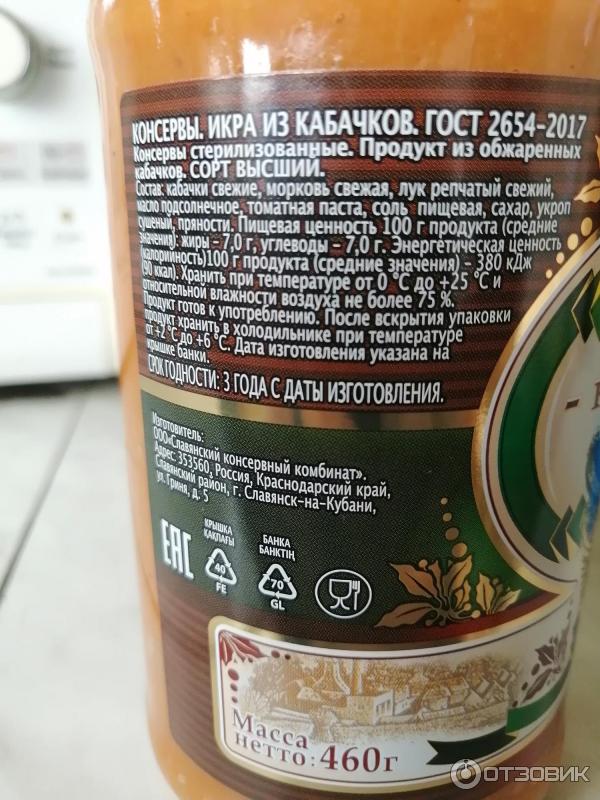 КОНСЕРВЫ. ИКРА ИЗ КАБАЧКОВ. ГОСТ 2654-2017
Консервы стерилизованные. Продукт из обжаренных
кабачков. СОРТ ВЫСШИЙ.
Состав: кабачки свежие, морковь свежая, лук репчатый свежий,
масло подсолнечное, томатная паста, соль пищевая, сахар, укроп
сушеный, пряности. Пищевая ценность 100 г продукта (средние
значения): жиры – 7,0 г, углеводы – 7,0 г. Энергетическая ценность
(калорийность)100 г продукта (средние значения) – 380 кДж
(90 ккал). Хранить при температуре от 0 °С до +25 °С и
относительной влажности воздуха не более 75 %.
Продукт готов к употреблению. После вскрытия упаковки
продукт хранить в холодильнике при температуре
от +2 °С до +6 °С. Дата изготовления указана на
крышке банки.
СРОК ГОДНОСТИ: 3 ГОДА С ДАТЫ ИЗГОТОВЛЕНИЯ.
Изготовитель:
ООО«Славянский консервный комбинат».
Адрес: 353560, Россия, Краснодарский край,
Славянский район, г. Славянск-на-Кубани,
ул. Гриня, д. 5
EAC
КРЫШКА
ҚАҚПАҒЫ
40
FE
БАНКА
БАНКТІҢ
70
GL
Масса
нетто: 460г
ОТЗОВИК